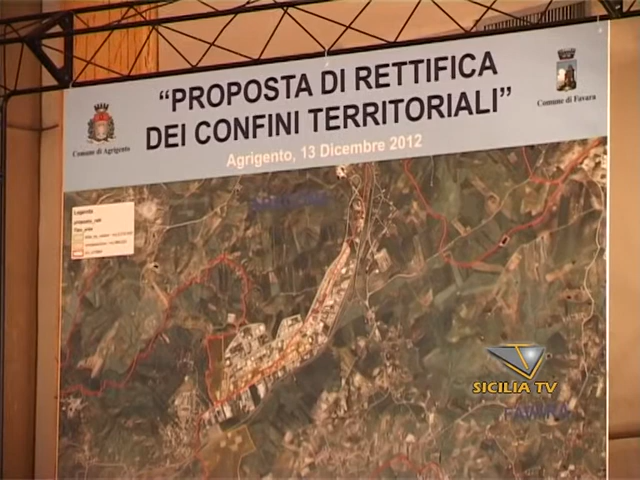 “PROPOSTA DI RETTIFICA
DEI CONFINI TERRITORIALI”
Comune di Agrigento
Comune di Favara
Agrigento, 13 Dicembre 2012
Legenda
SICILIA TV
FAVARA